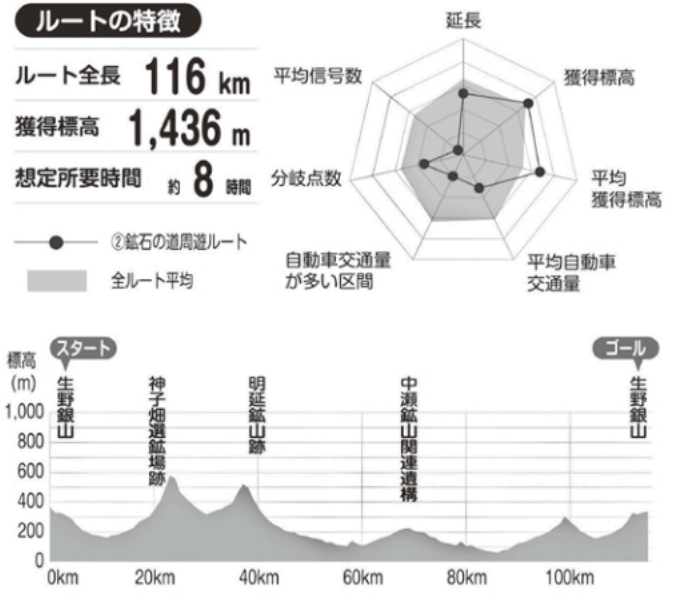 ルートの特徴
ルート全長 116 km
獲得標高 1,436 m
想定所要時間 約 8 時間
②鉱石の道周遊ルート
全ルート平均
延長
獲得標高
平均
獲得標高
平均自動車
交通量
自動車交通量
が多い区間
分岐点数
平均信号数
標高
(m)
スタート
ゴール
生野銀山
神子畑選鉱場跡
明延鉱山跡
中瀬鉱山関連遺構
生野銀山
1,000
800
600
400
200
0
0km 20km 40km 60km 80km 100km